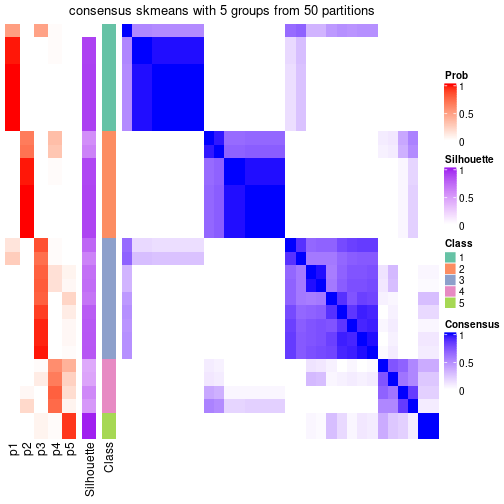 consensus skmeans with 5 groups from 50 partitions
Prob
1
0.5
0
Silhouette
1
0.5
0
Class
1
2
3
4
5
Consensus
1
0.5
0
p1
p2
p3
p4
p5
Silhouette
Class